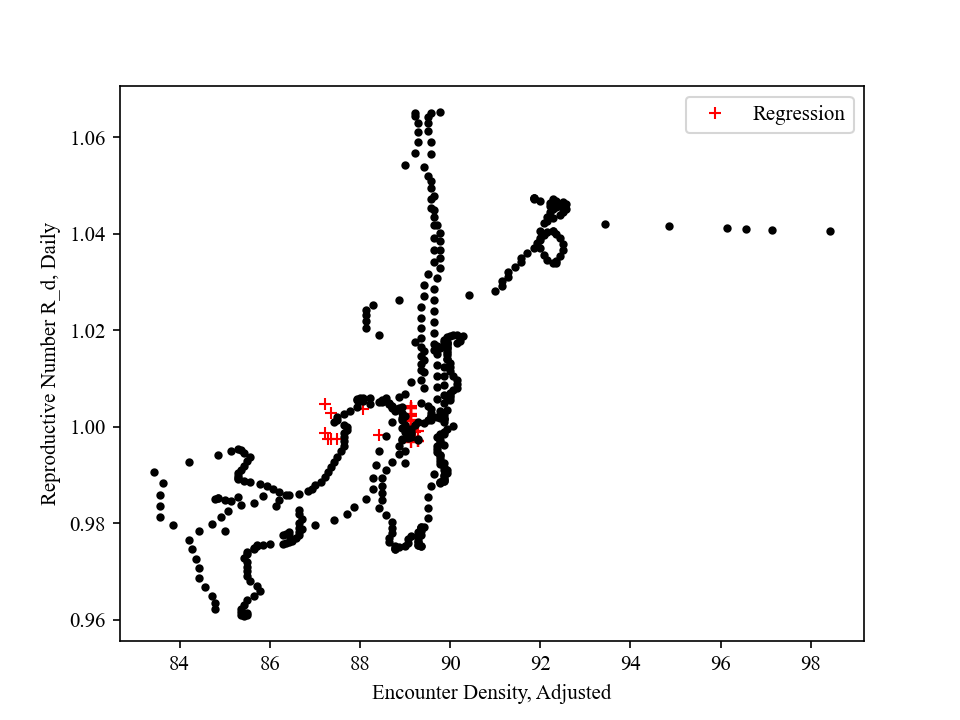 Regression
1.06
1.04
1.02
1.00
0.98
0.96
Reproductive Number R_d, Daily
84 86 88 90 92 94 96 98
Encounter Density, Adjusted